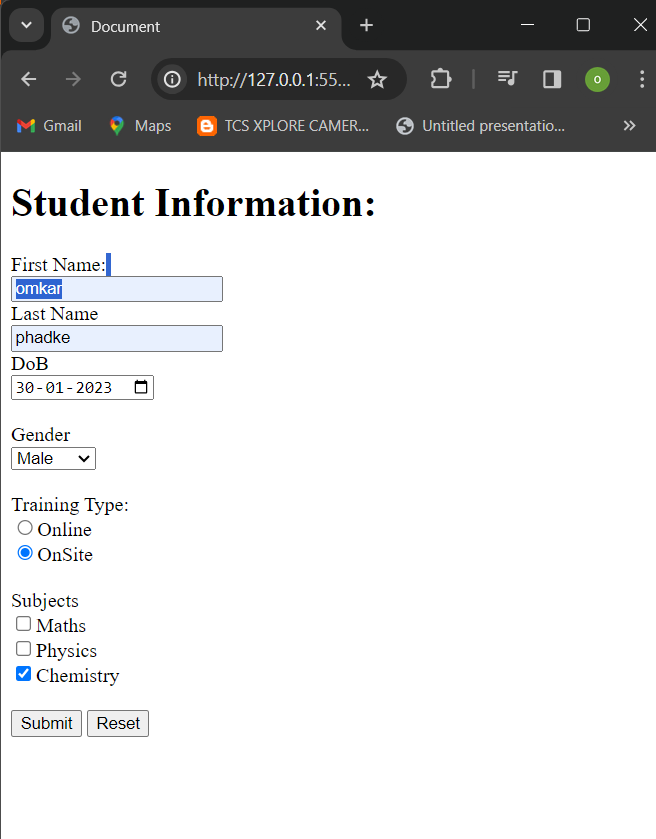 Document
http://127.0.0.1:55...
o
Gmail Maps TCS XPLORE CAMER... Untitled presentatio...
Student Information:
First Name:
omkar
Last Name
phadke
DoB
30-01-2023
Gender
Male
Training Type:
Online
OnSite
Subjects
Maths
Physics
Chemistry
Submit Reset